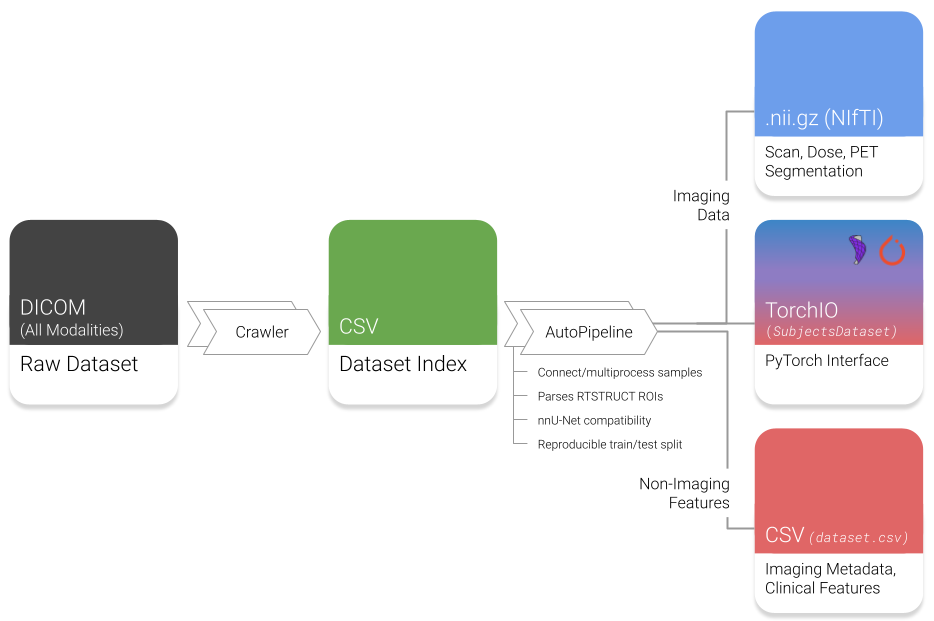 DICOM
(All Modalities)
Raw Dataset
Crawler
CSV
Dataset Index
AutoPipeline
Connect/multiprocess samples
Parses RTSTRUCT ROIs
nnU-Net compatibility
Reproducible train/test split
Imaging
Data
.nii.gz (NIfTI)
Scan, Dose, PET
Segmentation
TorchIO
(SubjectsDataset)
PyTorch Interface
Non-Imaging
Features
CSV (dataset.csv)
Imaging Metadata,
Clinical Features